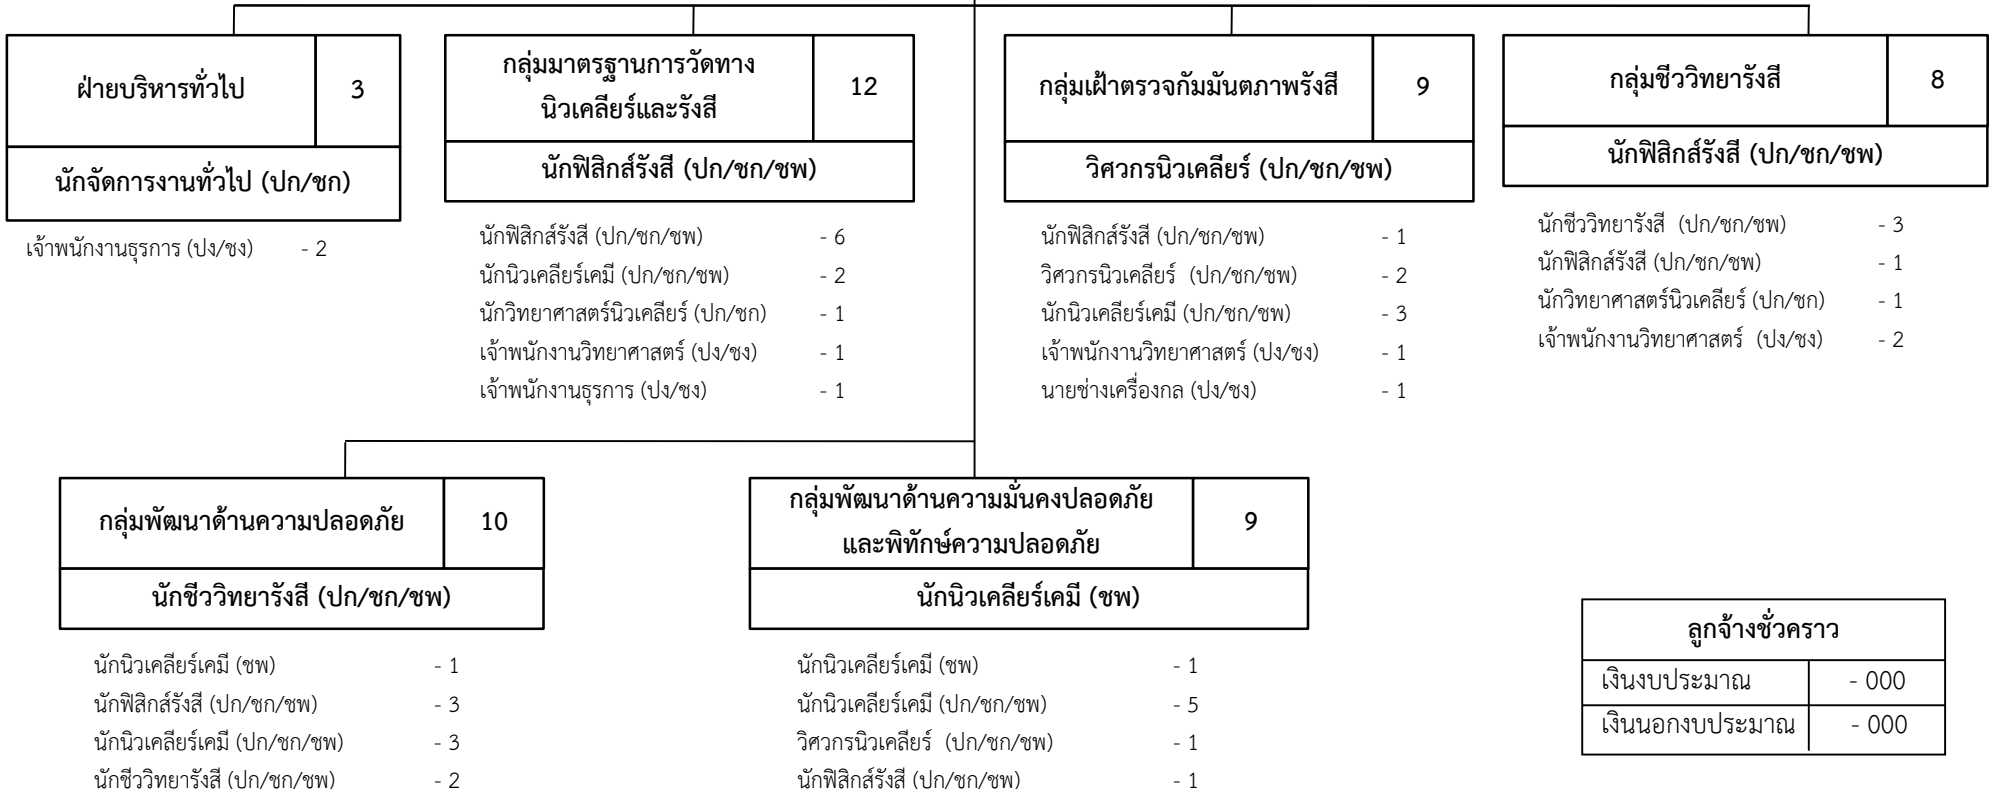 ฝ่ายบริหารทั่วไป 3
นักจัดการงานทั่วไป (ปก/ชก)
เจ้าพนักงานธุรการ (ปง/ชง) - 2
กลุ่มมาตรฐานการวัดทาง
นิวเคลียร์และรังสี 12
นักฟิสิกส์รังสี (ปก/ชก/ชพ)
นักฟิสิกส์รังสี (ปก/ชก/ชพ) - 6
นักนิวเคลียร์เคมี (ปก/ชก/ชพ) - 2
นักวิทยาศาสตร์นิวเคลียร์ (ปก/ชก) - 1
เจ้าพนักงานวิทยาศาสตร์ (ปง/ชง) - 1
เจ้าพนักงานธุรการ (ปง/ชง) - 1
กลุ่มเฝ้าตรวจกัมมันตภาพรังสี 9
วิศวกรนิวเคลียร์ (ปก/ชก/ชพ)
นักฟิสิกส์รังสี (ปก/ชก/ชพ) - 1
วิศวกรนิวเคลียร์ (ปก/ชก/ชพ) - 2
นักนิวเคลียร์เคมี (ปก/ชก/ชพ) - 3
เจ้าพนักงานวิทยาศาสตร์ (ปง/ชง) - 1
นายช่างเครื่องกล (ปง/ชง) - 1
กลุ่มชีววิทยารังสี 8
นักฟิสิกส์รังสี (ปก/ชก/ชพ)
นักชีววิทยารังสี (ปก/ชก/ชพ) - 3
นักฟิสิกส์รังสี (ปก/ชก/ชพ) - 1
นักวิทยาศาสตร์นิวเคลียร์ (ปก/ชก) - 1
เจ้าพนักงานวิทยาศาสตร์ (ปง/ชง) - 2
กลุ่มพัฒนาด้านความปลอดภัย 10
นักชีววิทยารังสี (ปก/ชก/ชพ)
นักนิวเคลียร์เคมี (ชพ) - 1
นักฟิสิกส์รังสี (ปก/ชก/ชพ) - 3
นักนิวเคลียร์เคมี (ปก/ชก/ชพ) - 3
นักชีววิทยารังสี (ปก/ชก/ชพ) - 2
กลุ่มพัฒนาด้านความมั่นคงปลอดภัย
และพิทักษ์ความปลอดภัย 9
นักนิวเคลียร์เคมี (ชพ)
นักนิวเคลียร์เคมี (ชพ) - 1
นักนิวเคลียร์เคมี (ปก/ชก/ชพ) - 5
วิศวกรนิวเคลียร์ (ปก/ชก/ชพ) - 1
นักฟิสิกส์รังสี (ปก/ชก/ชพ) - 1
ลูกจ้างชั่วคราว
เงินงบประมาณ - 000
เงินนอกงบประมาณ - 000